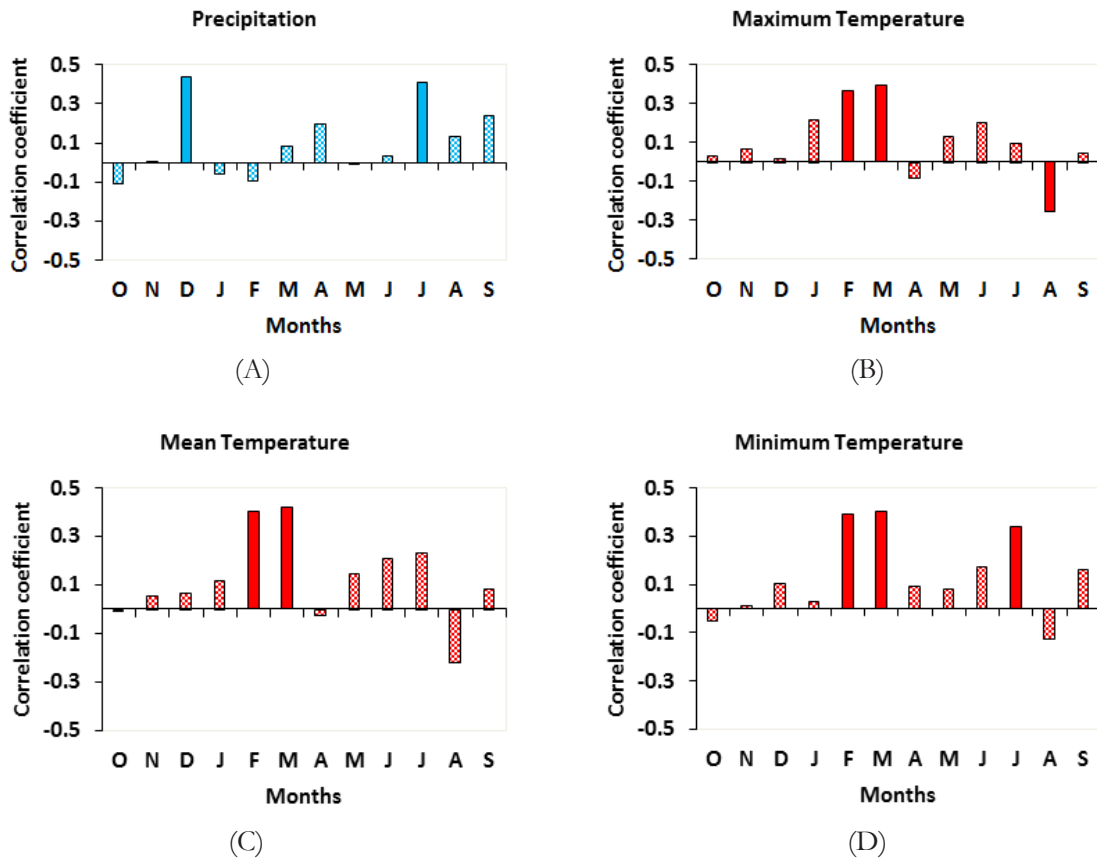 Precipitation
Correlation coefficient
0.5
0.3
0.1
-0.1
-0.3
-0.5
O N D J F M A M J J A S
Months
(A)
Maximum Temperature
Correlation coefficient
0.5
0.3
0.1
-0.1
-0.3
-0.5
O N D J F M A M J J A S
Months
(B)
Mean Temperature
Correlation coefficient
0.5
0.3
0.1
-0.1
-0.3
-0.5
O N D J F M A M J J A S
Months
(C)
Minimum Temperature
Correlation coefficient
0.5
0.3
0.1
-0.1
-0.3
-0.5
O N D J F M A M J J A S
Months
(D)